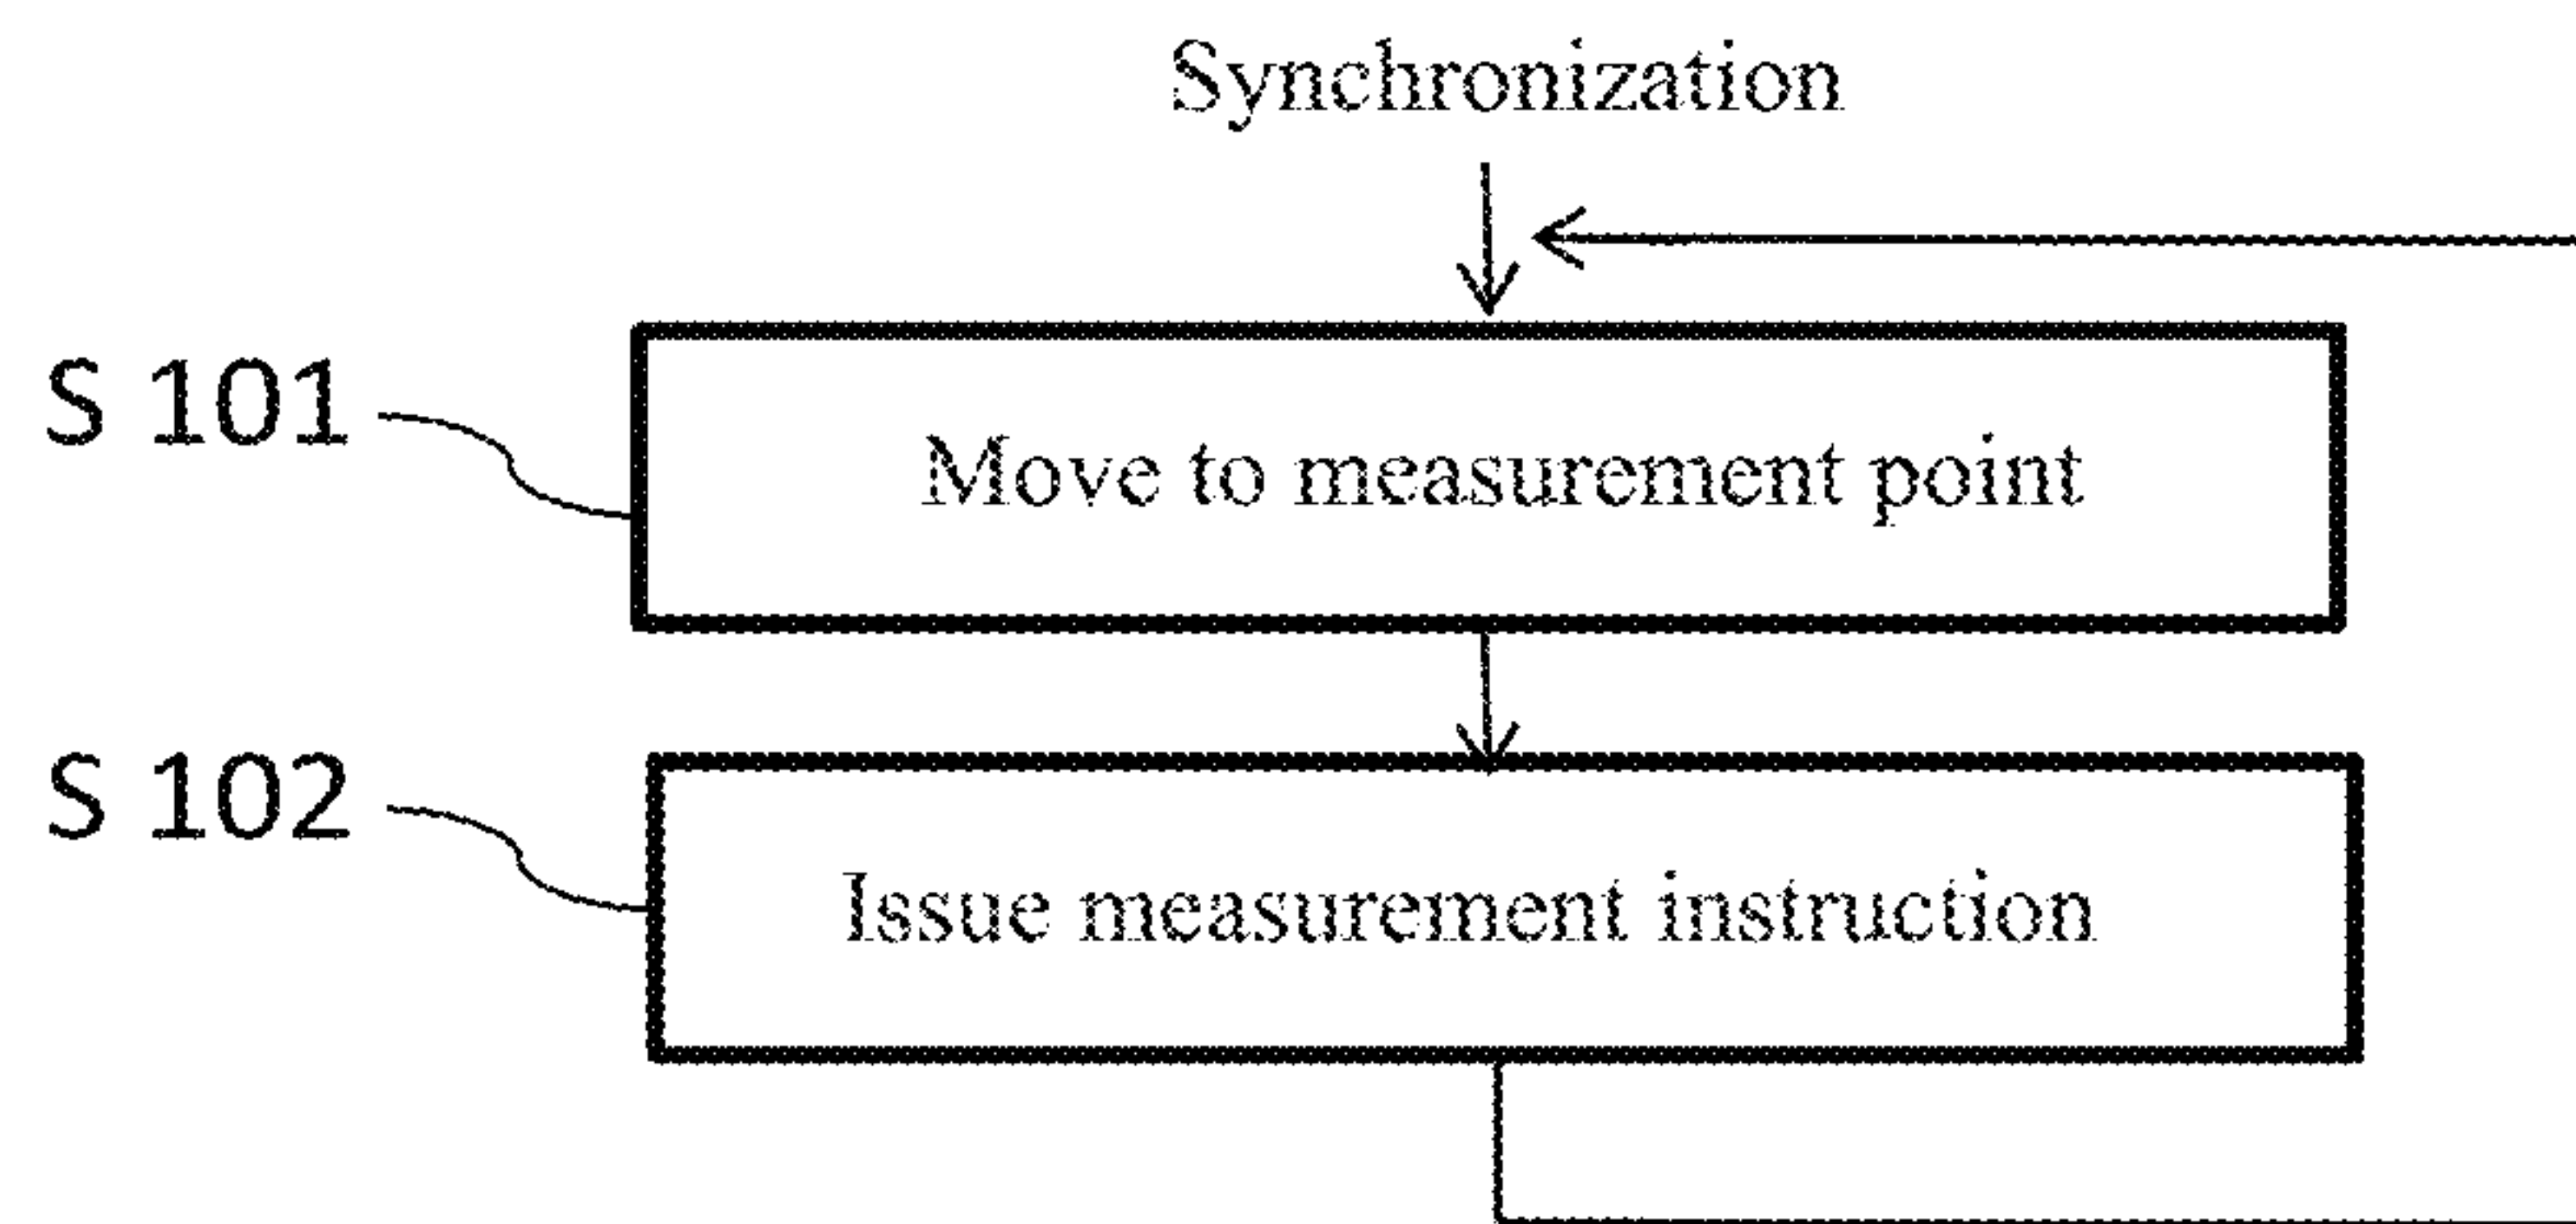 Synchronization
S 101
Move to measurement point
S 102
Issue measurement instruction